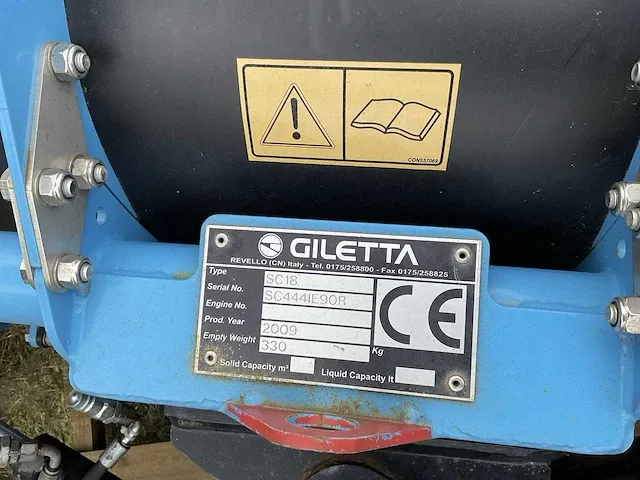 CONS57069
GILETTA
REVELLO (CN) Italy - Tel. 0175/258800 - Fax 0175/258825
Type SC18
Serial No. SC444IE90R
Engine No.
Prod. Year 2009
Empty Weight 330 Kg
CE
Solid Capacity m³ Liquid Capacity lt